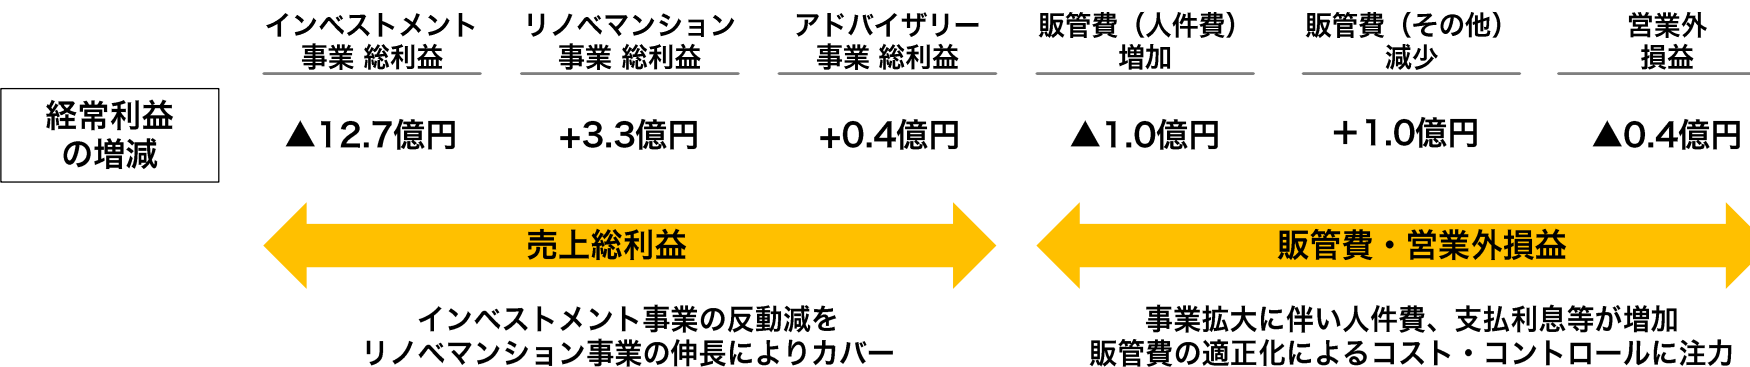 インベストメント
事業 総利益
リノベマンション
事業 総利益
アドバイザリー
事業 総利益
販管費（人件費）
増加
販管費（その他）
減少
営業外
損益
経常利益
の増減
▲12.7億円
+3.3億円
+0.4億円
▲1.0億円
＋1.0億円
▲0.4億円
売上総利益
販管費・営業外損益
インベストメント事業の反動減を
リノベマンション事業の伸長によりカバー
事業拡大に伴い人件費、支払利息等が増加
販管費の適正化によるコスト・コントロールに注力